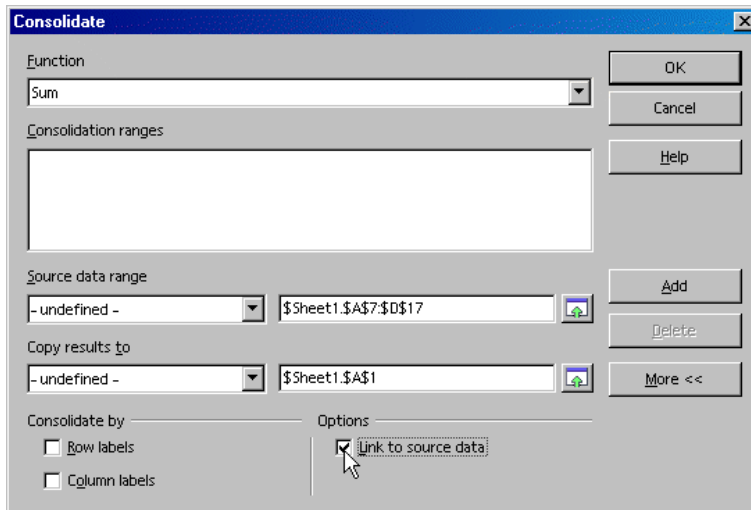 Consolidate
Function
Sum
Consolidation ranges
Source data range
- undefined -
$Sheet1.$A$7:$D$17
Copy results to
- undefined -
$Sheet1.$A$1
Consolidate by
Row labels
Column labels
Options
Link to source data
OK
Cancel
Help
Add
Delete
More <<